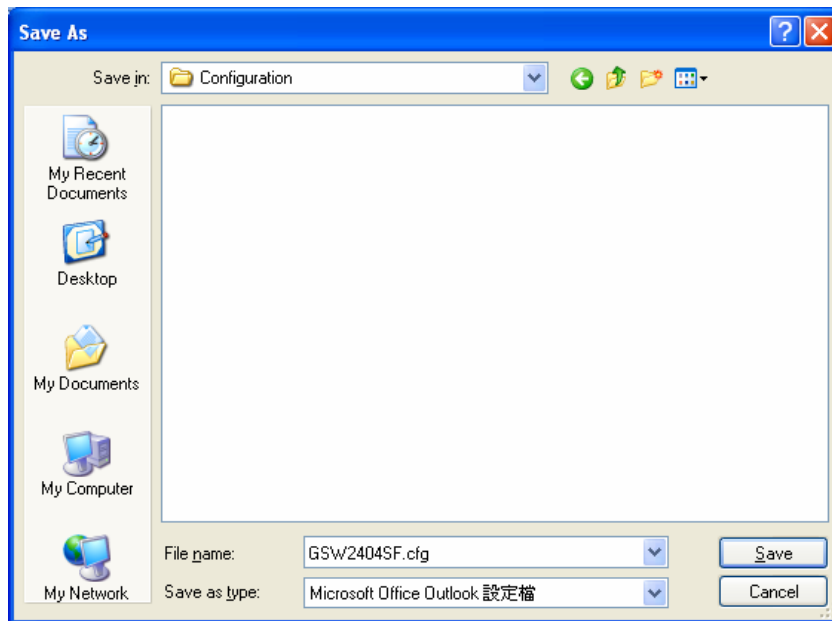 Save As
Save in:
Configuration
My Recent
Documents
Desktop
My Documents
My Computer
My Network
File name:
GSW2404SF.cfg
Save
Save as type:
Microsoft Office Outlook 設定檔
Cancel